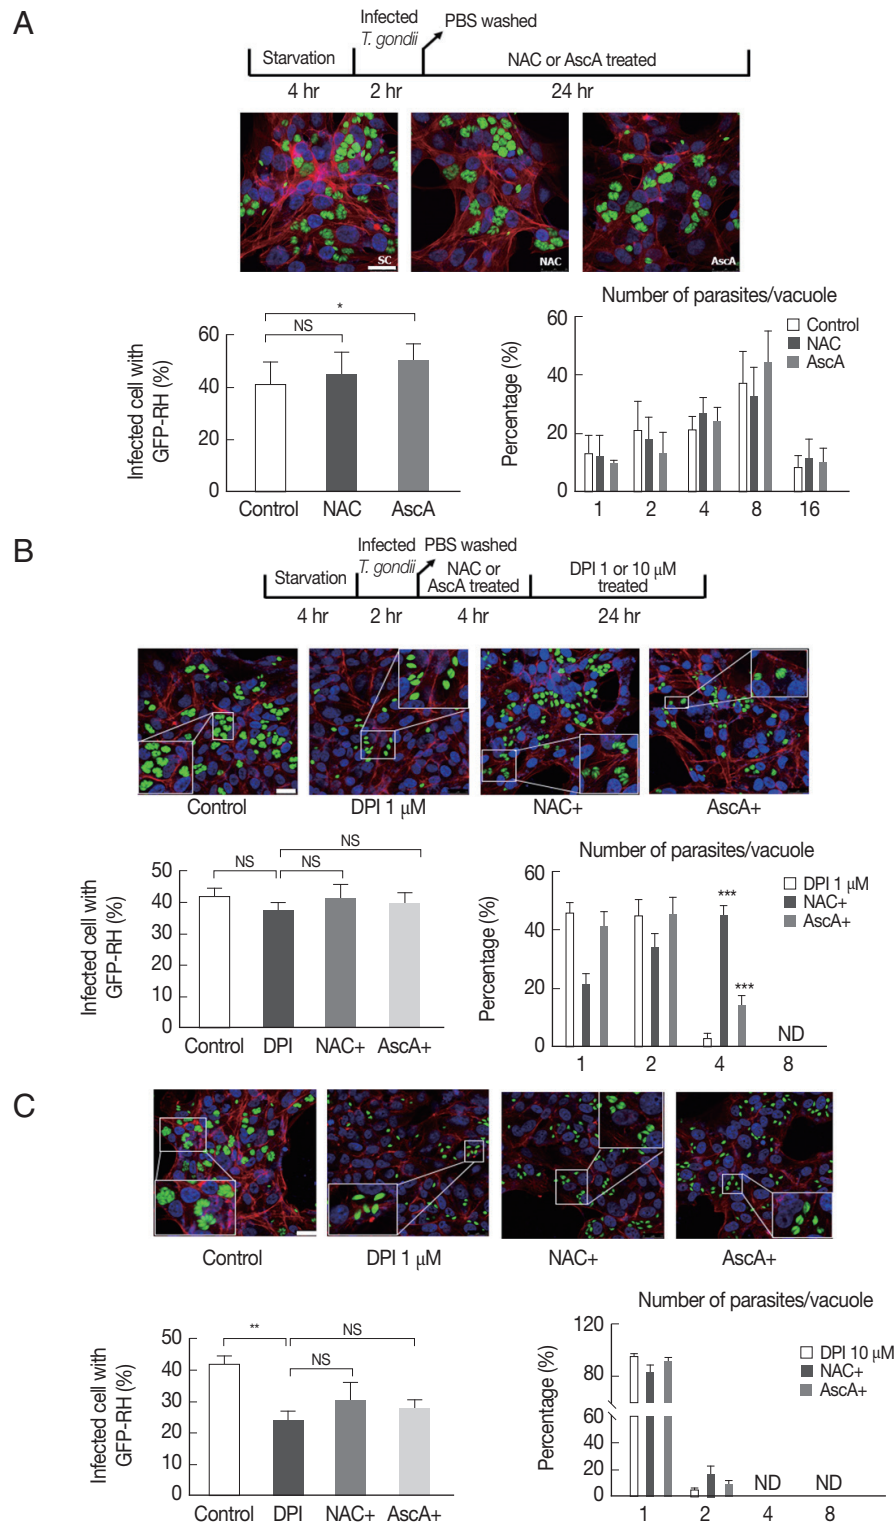 A
Infected
T. gondii
PBS washed
Starvation
NAC or AscA treated
4 hr
2 hr
24 hr
SC
NAC
AscA
Infected cell with
GFP-RH (%)
60
40
20
0
*
NS
Control
NAC
AscA
Number of parasites/vacuole
Percentage (%)
60
40
20
0
Control
NAC
AscA
1
2
4
8
16
B
Infected
T. gondii
PBS washed
Starvation
NAC or
AscA treated
DPI 1 or 10 μM
treated
4 hr
2 hr
4 hr
24 hr
Control
DPI 1 μM
NAC+
AscA+
Infected cell with
GFP-RH (%)
50
40
30
20
10
0
NS
NS
NS
Control
DPI
NAC+
AscA+
Number of parasites/vacuole
Percentage (%)
60
40
20
0
DPI 1 μM
NAC+
AscA+
***
***
ND
1
2
4
8
C
Control
DPI 1 μM
NAC+
AscA+
Infected cell with
GFP-RH (%)
50
40
30
20
10
0
**
NS
NS
Control
DPI
NAC+
AscA+
Number of parasites/vacuole
Percentage (%)
120
80
60
40
20
0
DPI 10 μM
NAC+
AscA+
ND
ND
1
2
4
8